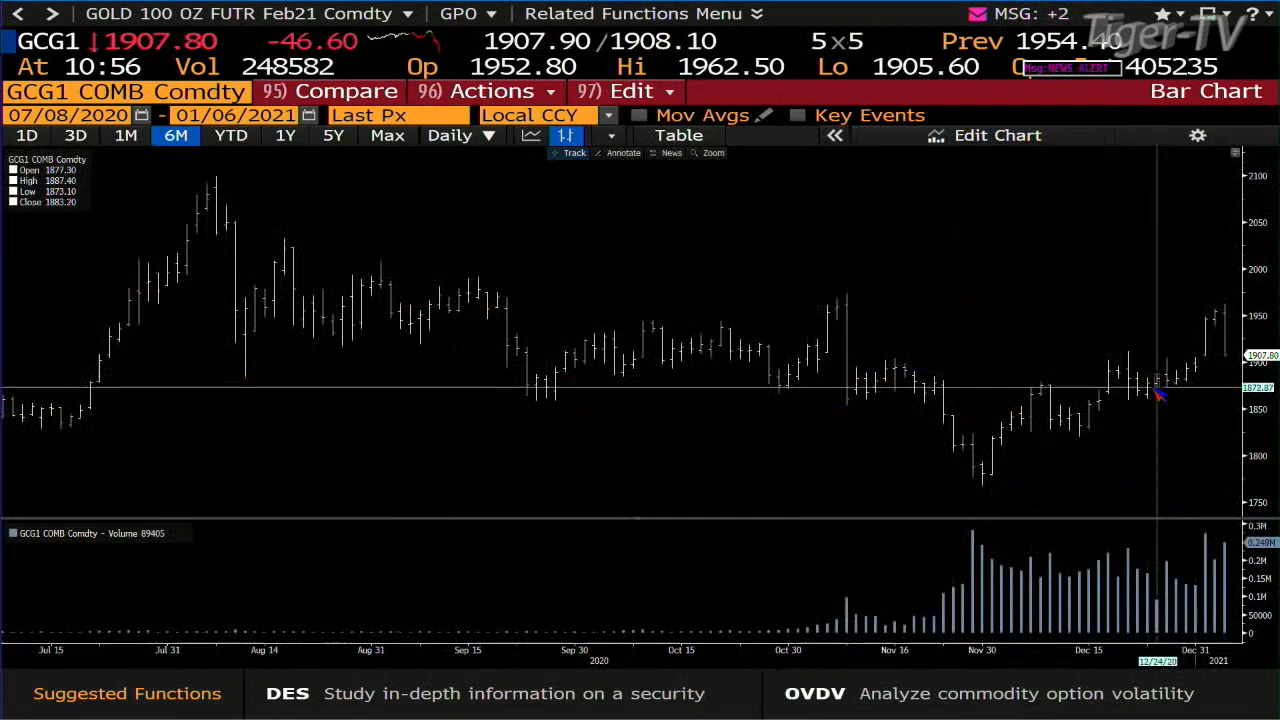 GOLD 100 OZ FUTR Feb21 Comdty GPO Related Functions Menu MSG: +2 ?
Tiger-TV
GCG1 1907.80 -46.60 1907.90/1908.10 5x5 Prev 1954.40
At 10:56 Vol 248582 Op 1952.80 Hi 1962.50 Lo 1905.60 405235
Msg:NEWS ALERT
GCG1 COMB Comdty 95) Compare 96) Actions 97) Edit Bar Chart
07/08/2020 - 01/06/2021 Last Px Local CCY Mov Avgs Key Events
1D 3D 1M 6M YTD 1Y 5Y Max Daily Table Edit Chart
Track Annotate News Zoom
GCG1 COMB Comdty
Open 1877.30
High 1887.40
Low 1873.10
Close 1883.20
2100
2050
2000
1950
1907.80
1900
1872.87
1850
1800
1750
GCG1 COMB Comdty - Volume 89405
0.3M
0.249M
0.2M
0.15M
0.1M
50000
0
Jul 15 Jul 31 Aug 14 Aug 31 Sep 15 Sep 30 Oct 15 Oct 30 Nov 16 Nov 30 Dec 15 Dec 31
2020 12/24/20 2021
Suggested Functions DES Study in-depth information on a security OVDV Analyze commodity option volatility